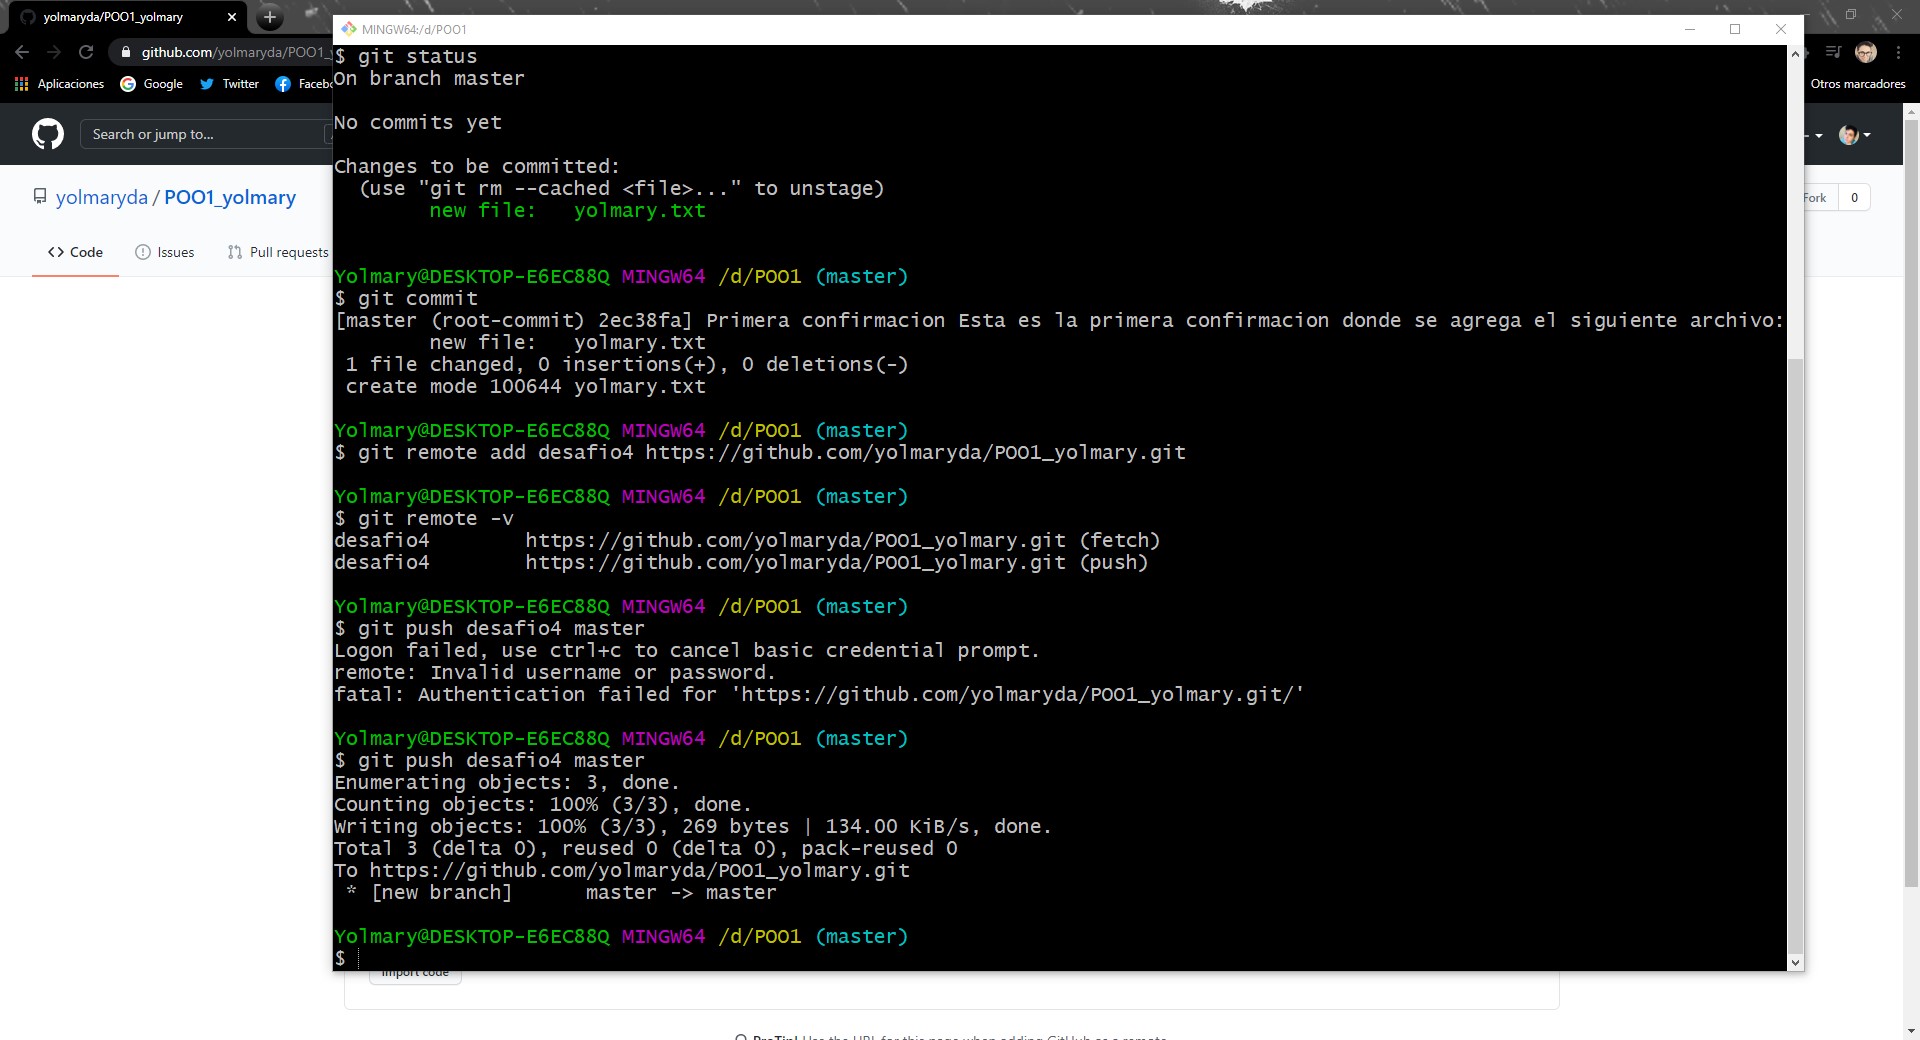 yolmaryda/POO1_yolmary
MINGW64:/d/POO1
github.com/yolmaryda/POO1_
Aplicaciones
Google
Twitter
Otros marcadores
Search or jump to...
yolmaryda / POO1_yolmary
Fork 0
Code
Issues
Pull requests
$ git status
On branch master
No commits yet
Changes to be committed:
(use "git rm --cached <file>..." to unstage)
new file:   yolmary.txt
Yolmary@DESKTOP-E6EC88Q MINGW64 /d/POO1 (master)
$ git commit
[master (root-commit) 2ec38fa] Primera confirmacion Esta es la primera confirmacion donde se agrega el siguiente archivo:
new file:   yolmary.txt
1 file changed, 0 insertions(+), 0 deletions(-)
create mode 100644 yolmary.txt
Yolmary@DESKTOP-E6EC88Q MINGW64 /d/POO1 (master)
$ git remote add desafio4 https://github.com/yolmaryda/POO1_yolmary.git
Yolmary@DESKTOP-E6EC88Q MINGW64 /d/POO1 (master)
$ git remote -v
desafio4        https://github.com/yolmaryda/POO1_yolmary.git (fetch)
desafio4        https://github.com/yolmaryda/POO1_yolmary.git (push)
Yolmary@DESKTOP-E6EC88Q MINGW64 /d/POO1 (master)
$ git push desafio4 master
Logon failed, use ctrl+c to cancel basic credential prompt.
remote: Invalid username or password.
fatal: Authentication failed for 'https://github.com/yolmaryda/POO1_yolmary.git/'
Yolmary@DESKTOP-E6EC88Q MINGW64 /d/POO1 (master)
$ git push desafio4 master
Enumerating objects: 3, done.
Counting objects: 100% (3/3), done.
Writing objects: 100% (3/3), 269 bytes | 134.00 KiB/s, done.
Total 3 (delta 0), reused 0 (delta 0), pack-reused 0
To https://github.com/yolmaryda/POO1_yolmary.git
* [new branch]      master -> master
Yolmary@DESKTOP-E6EC88Q MINGW64 /d/POO1 (master)
$
Import code
ProTip! Use the URL for this page when adding GitHub as a remote.